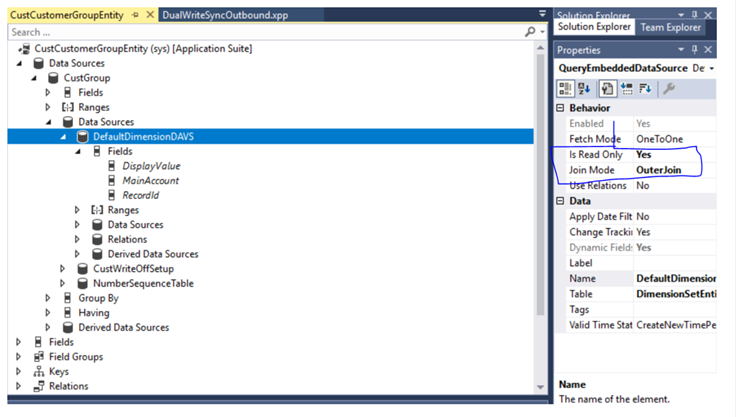 CustCustomerGroupEntity DualWriteSyncOutbound.xpp
Search ...
CustCustomerGroupEntity (sys) [Application Suite]
Data Sources
CustGroup
Fields
Ranges
Data Sources
DefaultDimensionDAVS
Fields
DisplayValue
MainAccount
RecordId
Ranges
Data Sources
Relations
Derived Data Sources
CustWriteOffSetup
NumberSequenceTable
Group By
Having
Derived Data Sources
Fields
Field Groups
Keys
Relations
Solution Explorer
Solution Explorer Team Explorer
Properties
QueryEmbeddedDataSource De
Behavior
Enabled Yes
Fetch Mode OneToOne
Is Read Only Yes
Join Mode OuterJoin
Use Relations No
Data
Apply Date Filt No
Change Trackin Yes
Dynamic Fields Yes
Label
Name DefaultDimension
Table DimensionSetEnti
Tags
Valid Time Stat CreateNewTimePe
Name
The name of the element.